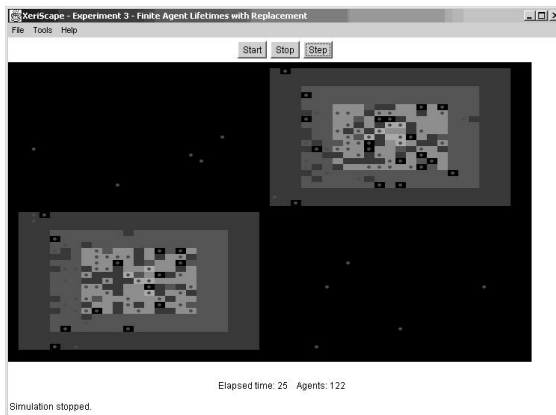 XeriScape - Experiment 3 - Finite Agent Lifetimes with Replacement
File Tools Help
Start Stop Step
Elapsed time: 25 Agents: 122
Simulation stopped.